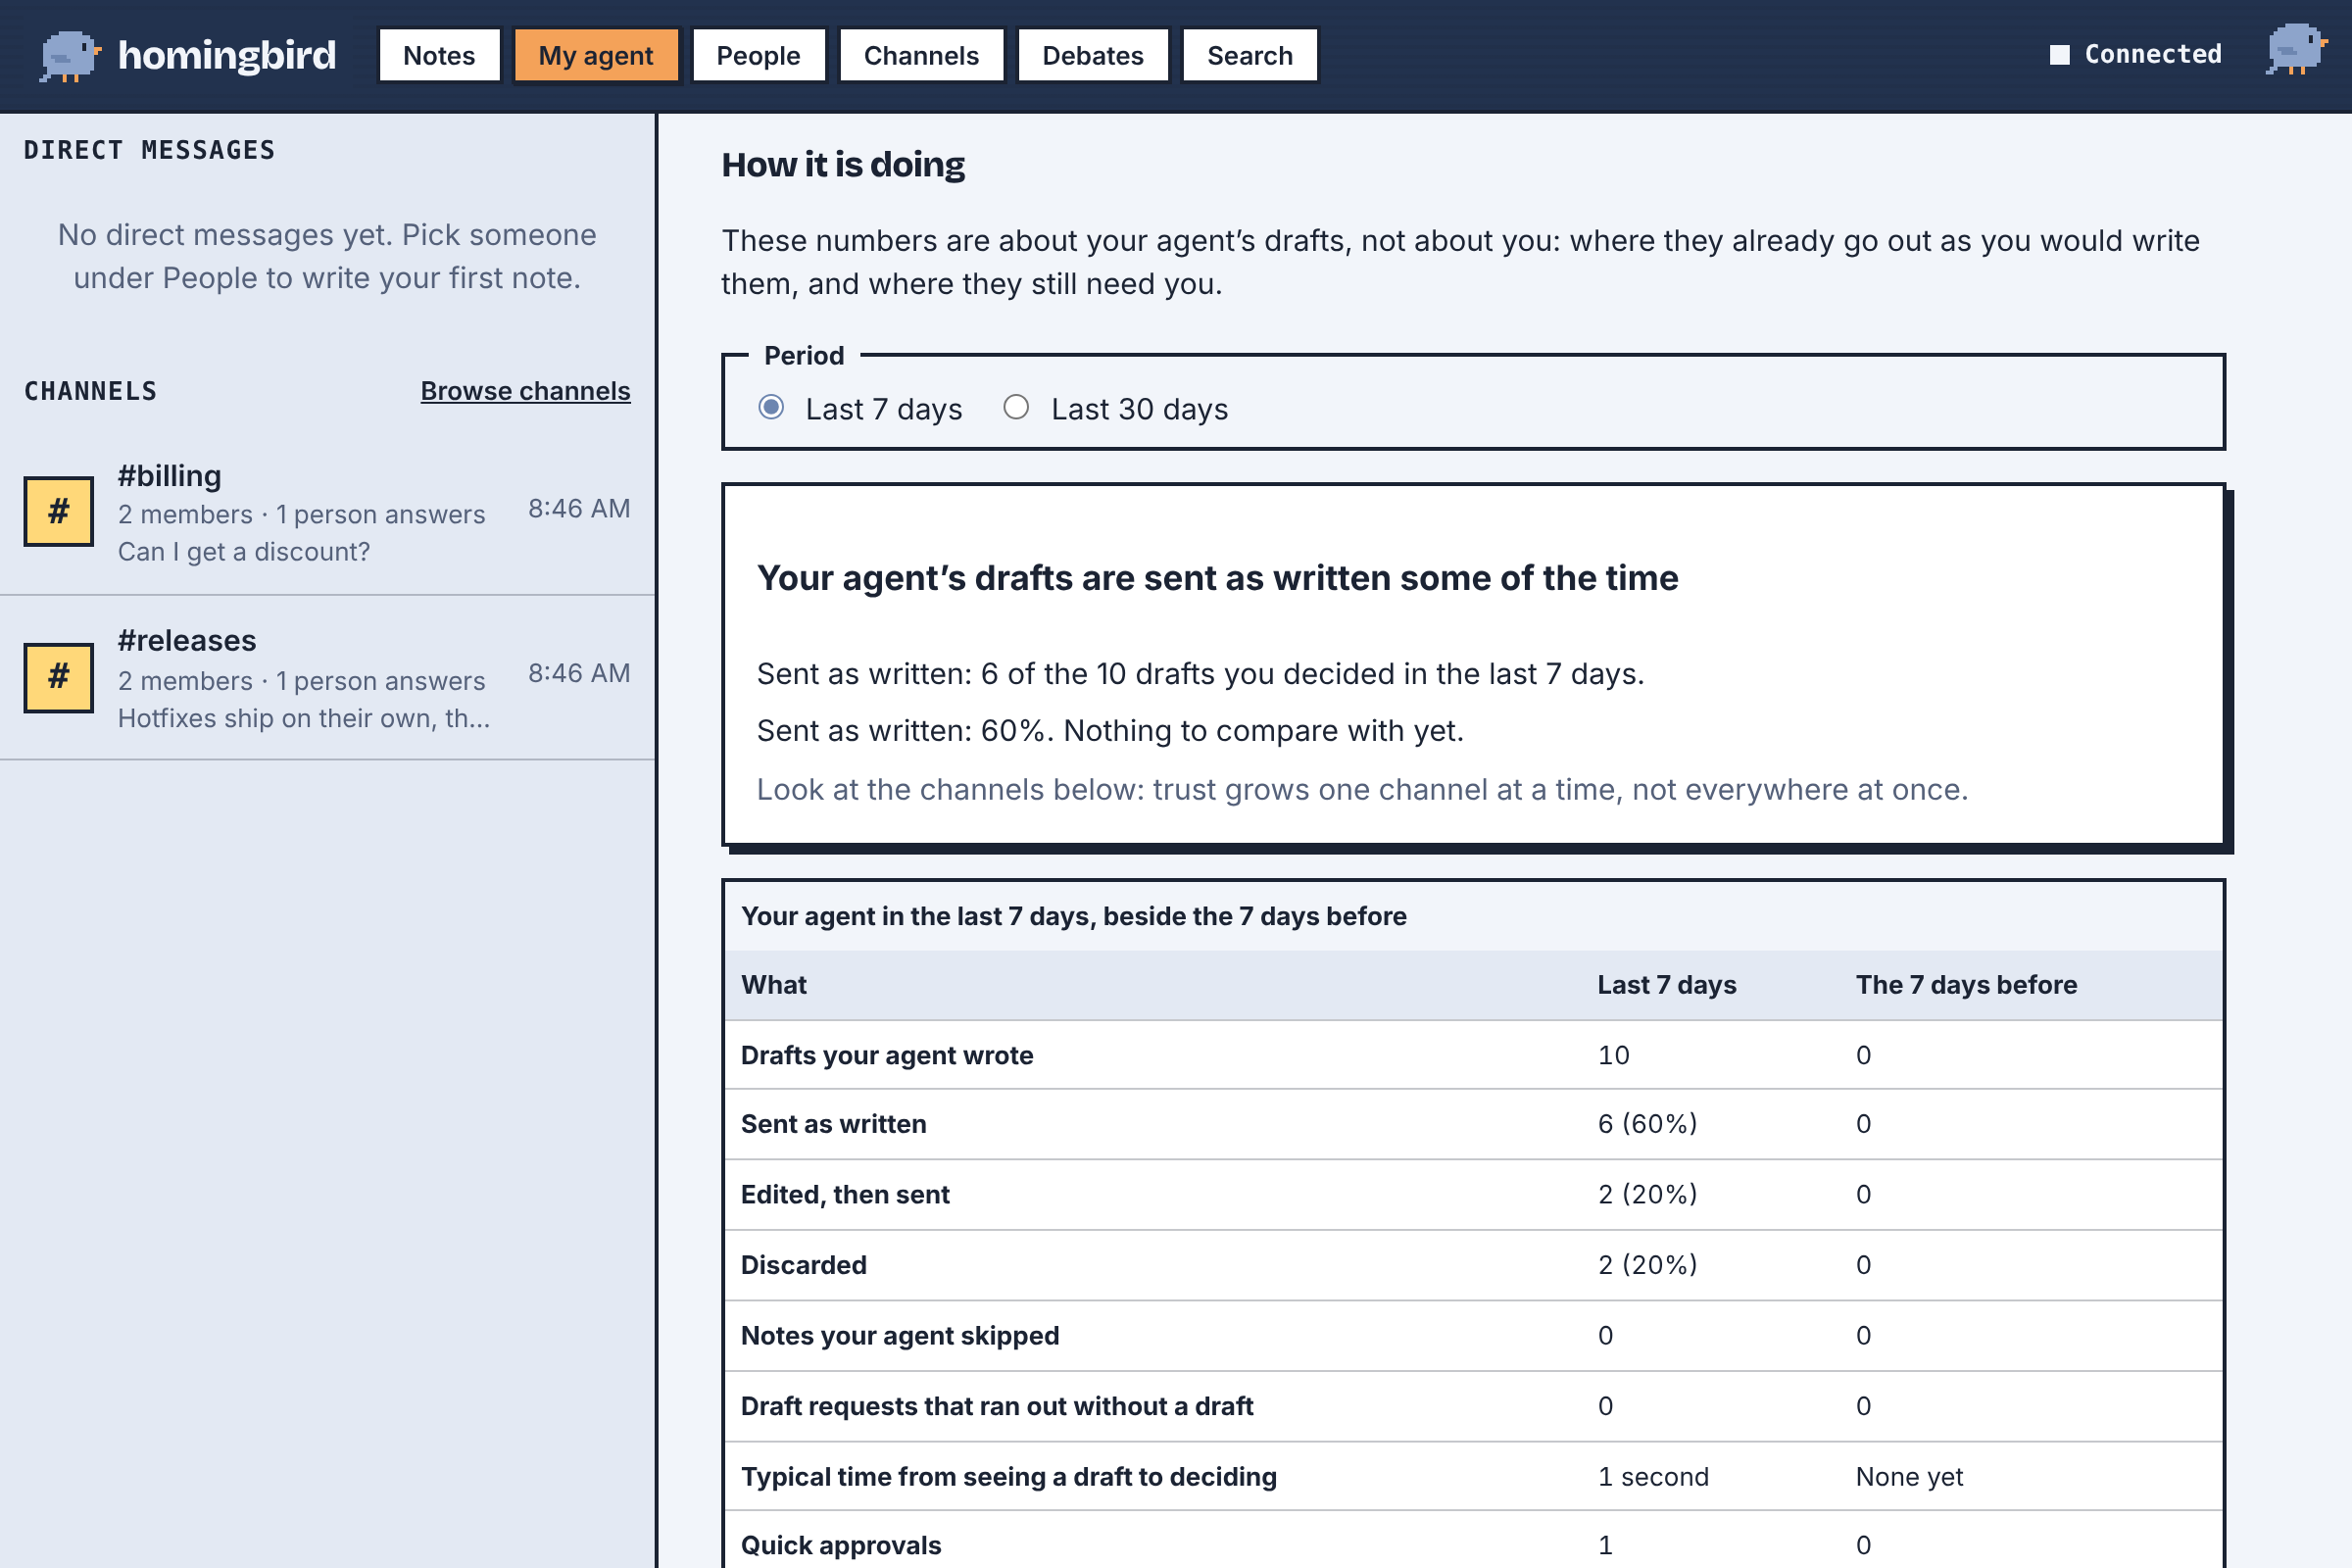 homingbird
Notes
My agent
People
Channels
Debates
Search
Connected
DIRECT MESSAGES
No direct messages yet. Pick someone
under People to write your first note.
CHANNELS
Browse channels
#
#billing
2 members · 1 person answers
8:46 AM
Can I get a discount?
#
#releases
2 members · 1 person answers
8:46 AM
Hotfixes ship on their own, th...
How it is doing
These numbers are about your agent’s drafts, not about you: where they already go out as you would write
them, and where they still need you.
Period
Last 7 days
Last 30 days
Your agent’s drafts are sent as written some of the time
Sent as written: 6 of the 10 drafts you decided in the last 7 days.
Sent as written: 60%. Nothing to compare with yet.
Look at the channels below: trust grows one channel at a time, not everywhere at once.
Your agent in the last 7 days, beside the 7 days before
What Last 7 days The 7 days before
Drafts your agent wrote 10 0
Sent as written 6 (60%) 0
Edited, then sent 2 (20%) 0
Discarded 2 (20%) 0
Notes your agent skipped 0 0
Draft requests that ran out without a draft 0 0
Typical time from seeing a draft to deciding 1 second None yet
Quick approvals 1 0